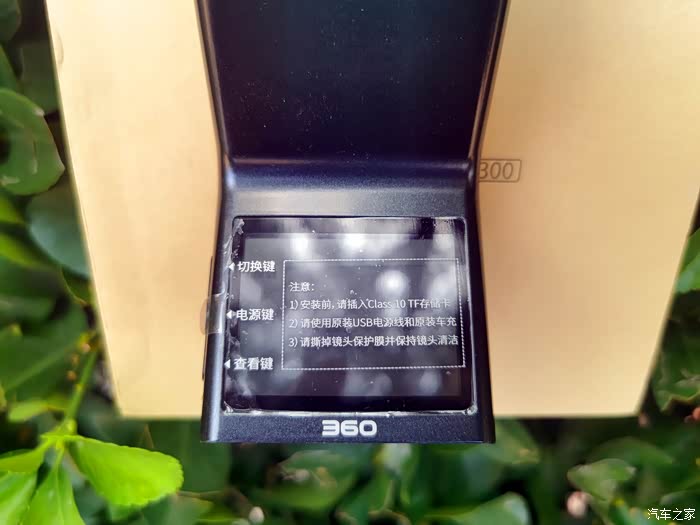 300
◀切换键
◀电源键
◀查看键
注意：
1) 安装前，请插入Class 10 TF存储卡
2) 请使用原装USB电源线和原装车充
3) 请撕掉镜头保护膜并保持镜头清洁
360
汽车之家